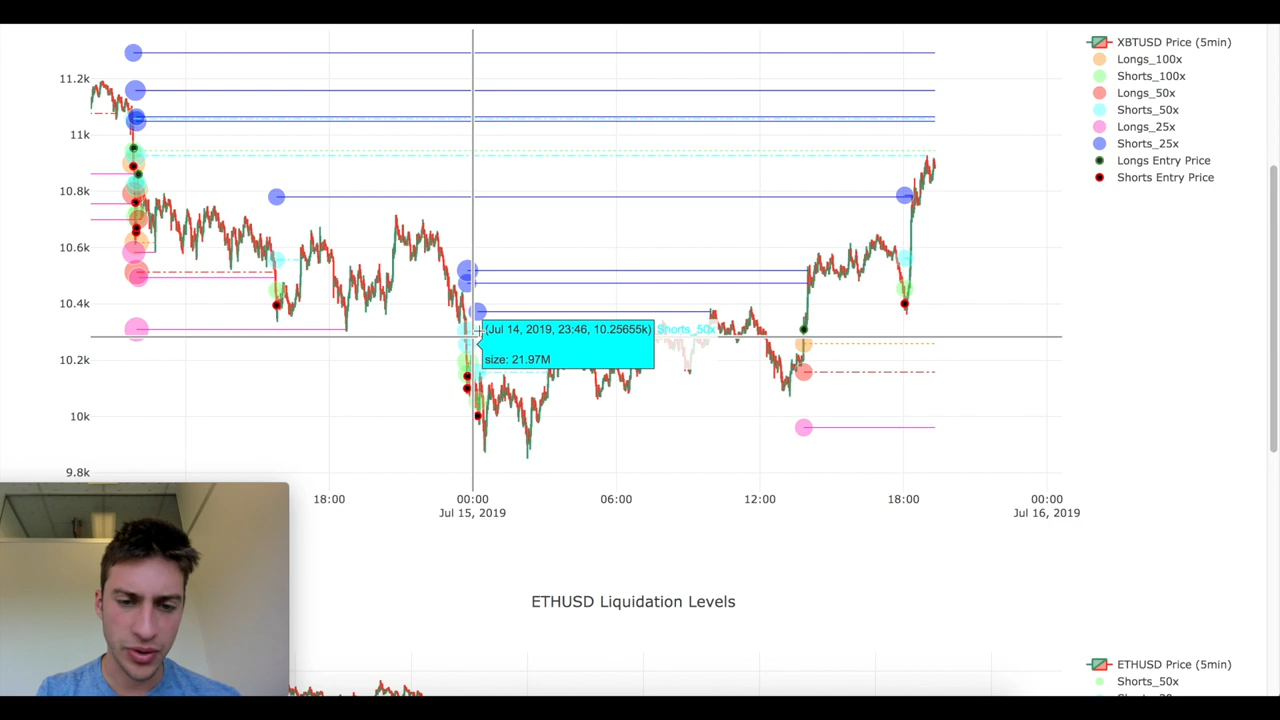 XBTUSD Price (5min)
Longs_100x
Shorts_100x
Longs_50x
Shorts_50x
Longs_25x
Shorts_25x
Longs Entry Price
Shorts Entry Price
11.2k
11k
10.8k
10.6k
10.4k
10.2k
10k
9.8k
(Jul 14, 2019, 23:46, 10.25655k)
size: 21.97M
Shorts_50x
18:00
00:00
06:00
12:00
18:00
00:00
Jul 15, 2019
Jul 16, 2019
ETHUSD Liquidation Levels
ETHUSD Price (5min)
Shorts_50x